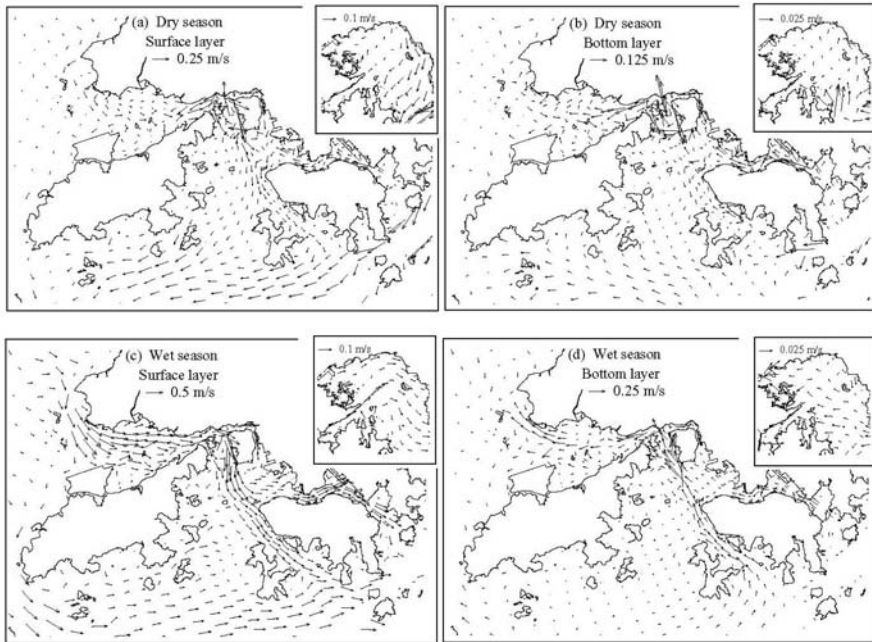 (a) Dry season
Surface layer
0.25 m/s
0.1 m/s
(b) Dry season
Bottom layer
0.125 m/s
0.025 m/s
(c) Wet season
Surface layer
0.5 m/s
0.1 m/s
(d) Wet season
Bottom layer
0.25 m/s
0.025 m/s